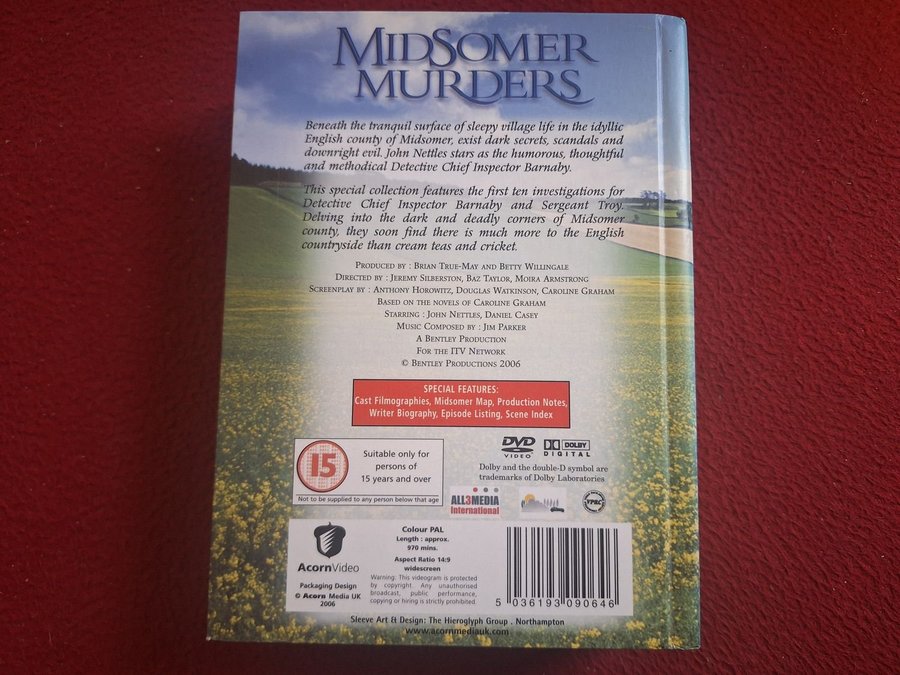 MIDSOMER
MURDERS
Beneath the tranquil surface of sleepy village life in the idyllic
English county of Midsomer, exist dark secrets, scandals and
downright evil. John Nettles stars as the humorous, thoughtful
and methodical Detective Chief Inspector Barnaby.
This special collection features the first ten investigations for
Detective Chief Inspector Barnaby and Sergeant Troy.
Delving into the dark and deadly corners of Midsomer
county, they soon find there is much more to the English
countryside than cream teas and cricket.
PRODUCED BY : BRIAN TRUE-MAY AND BETTY WILLINGALE
DIRECTED BY : JEREMY SILBERSTON, BAZ TAYLOR, MOIRA ARMSTRONG
SCREENPLAY BY : ANTHONY HOROWITZ, DOUGLAS WATKINSON, CAROLINE GRAHAM
BASED ON THE NOVELS OF CAROLINE GRAHAM
STARRING : JOHN NETTLES, DANIEL CASEY
MUSIC COMPOSED BY : JIM PARKER
A BENTLEY PRODUCTION
FOR THE ITV NETWORK
© BENTLEY PRODUCTIONS 2006
SPECIAL FEATURES:
Cast Filmographies, Midsomer Map, Production Notes,
Writer Biography, Episode Listing, Scene Index
15
Suitable only for
persons of
15 years and over
Not to be supplied to any person below that age
DVD
VIDEO
DOLBY
DIGITAL
Dolby and the double-D symbol are
trademarks of Dolby Laboratories
ALL3MEDIA
International
VPRC
AcornVideo
Packaging Design
© Acorn Media UK
2006
Colour PAL
Length : approx.
970 mins.
Aspect Ratio 14:9
widescreen
Warning: This videogram is protected
by copyright. Any unauthorised
broadcast, public performance,
copying or hiring is strictly prohibited.
5 036193 090646
Sleeve Art & Design: The Hieroglyph Group . Northampton
www.acornmediauk.com